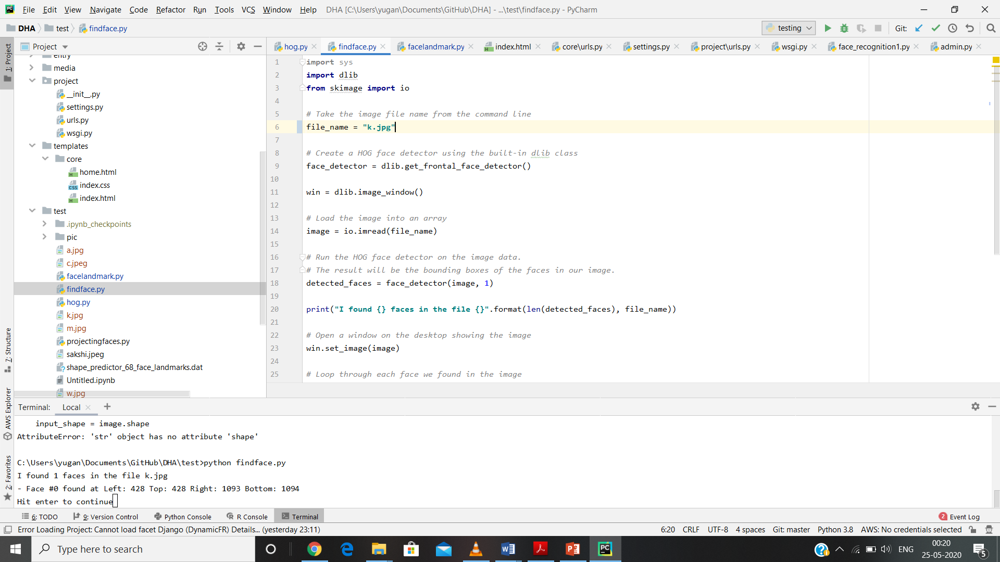 File Edit View Navigate Code Refactor Run Tools VCS Window Help DHA [C:\Users\yugan\Documents\GitHub\DHA] - ...\test\findface.py - PyCharm
DHA test findface.py testing Git:
1: Project
Project
hog.py findface.py facelandmark.py index.html core\urls.py settings.py project\urls.py wsgi.py face_recognition1.py admin.py
entry
media
project
__init__.py
settings.py
urls.py
wsgi.py
templates
core
home.html
index.css
index.html
test
.ipynb_checkpoints
pic
a.jpg
c.jpeg
facelandmark.py
findface.py
hog.py
k.jpg
m.jpg
projectingfaces.py
sakshi.jpeg
shape_predictor_68_face_landmarks.dat
Untitled.ipynb
w.jpg
1 import sys
2 import dlib
3 from skimage import io
4
5 # Take the image file name from the command line
6 file_name = "k.jpg"
7
8 # Create a HOG face detector using the built-in dlib class
9 face_detector = dlib.get_frontal_face_detector()
10
11 win = dlib.image_window()
12
13 # Load the image into an array
14 image = io.imread(file_name)
15
16 # Run the HOG face detector on the image data.
17 # The result will be the bounding boxes of the faces in our image.
18 detected_faces = face_detector(image, 1)
19
20 print("I found {} faces in the file {}".format(len(detected_faces), file_name))
21
22 # Open a window on the desktop showing the image
23 win.set_image(image)
24
25 # Loop through each face we found in the image
7: Structure
AWS Explorer
2: Favorites
Terminal: Local
input_shape = image.shape
AttributeError: 'str' object has no attribute 'shape'
C:\Users\yugan\Documents\GitHub\DHA\test>python findface.py
I found 1 faces in the file k.jpg
- Face #0 found at Left: 428 Top: 428 Right: 1093 Bottom: 1094
Hit enter to continue
6: TODO 9: Version Control Python Console R Console Terminal 2 Event Log
Error Loading Project: Cannot load facet Django (DynamicFR) Details... (yesterday 23:11) 6:20 CRLF UTF-8 4 spaces Git: master Python 3.8 AWS: No credentials selected
Type here to search ENG 00:20
25-05-2020 5